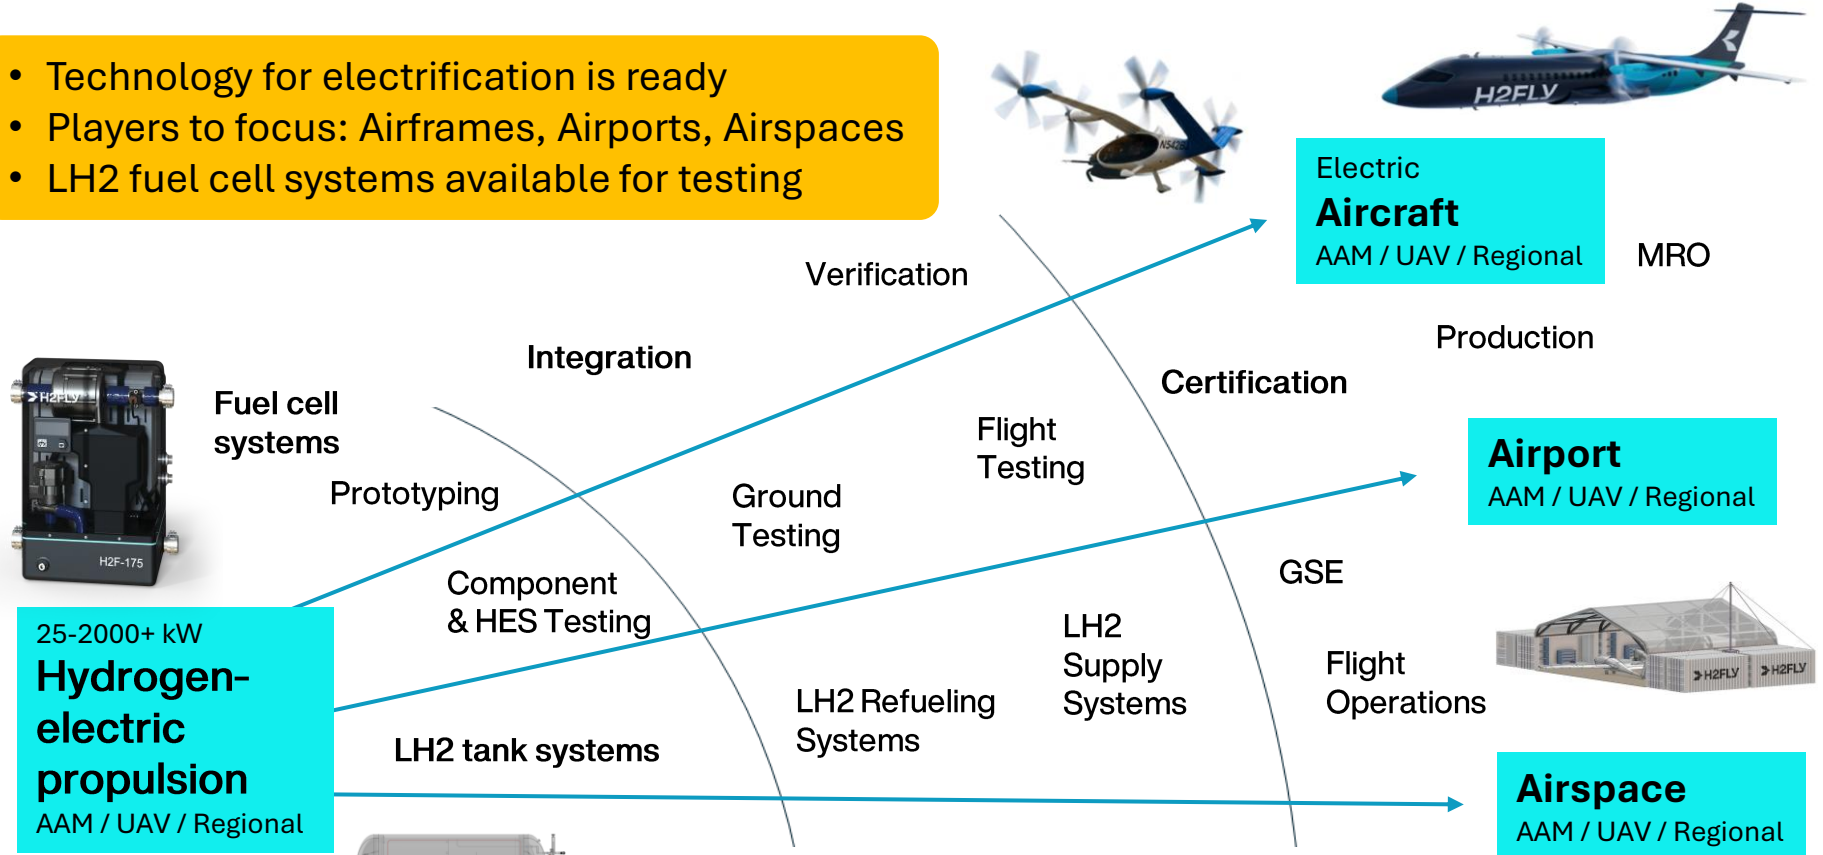 • Technology for electrification is ready
• Players to focus: Airframes, Airports, Airspaces
• LH2 fuel cell systems available for testing
N542BJ
H2FLY
Electric
Aircraft
AAM / UAV / Regional
MRO
Verification
Production
Integration
Certification
H2FLY
H2F-175
Fuel cell
systems
Prototyping
Flight
Testing
Ground
Testing
Airport
AAM / UAV / Regional
Component
& HES Testing
GSE
25-2000+ kW
Hydrogen-
electric
propulsion
AAM / UAV / Regional
LH2
Supply
Systems
Flight
Operations
H2FLY
H2FLY
LH2 Refueling
Systems
LH2 tank systems
Airspace
AAM / UAV / Regional